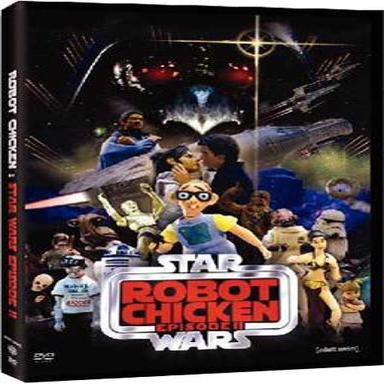 ROBOT CHICKEN : STAR WARS EPISODE II
DVD
STAR
ROBOT
CHICKEN
EPISODE II
WARS
[adult swim]